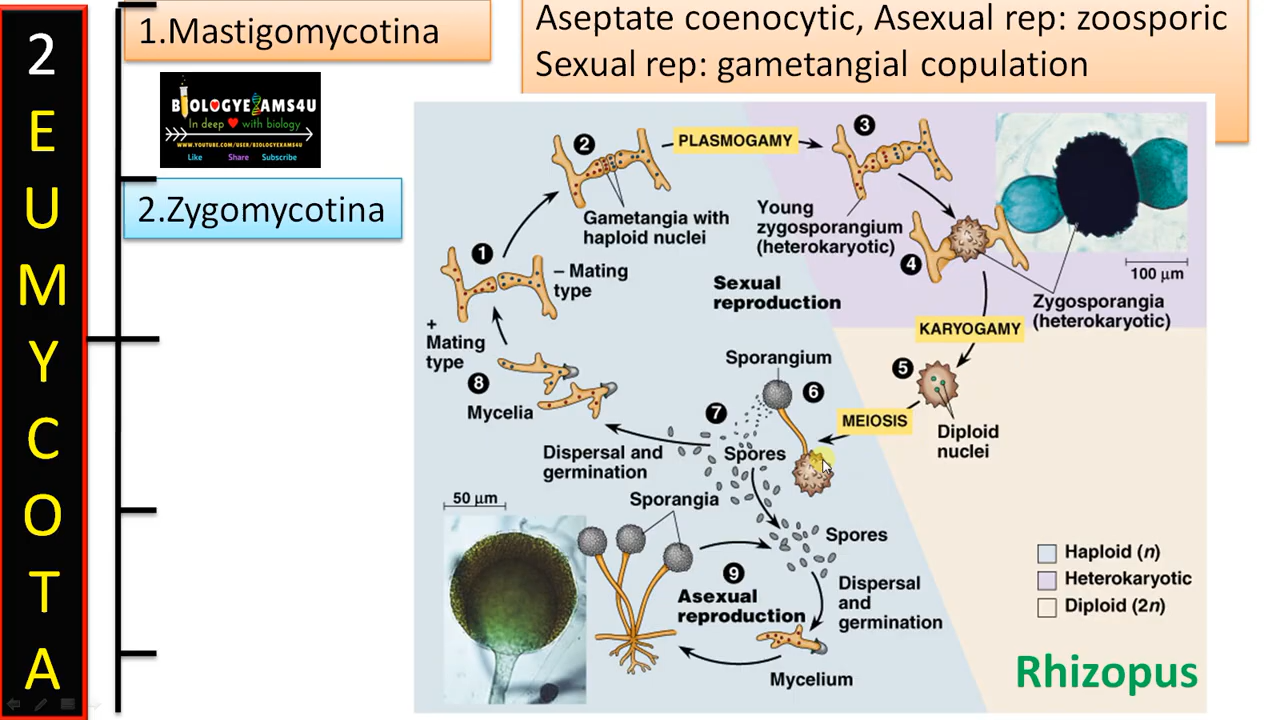 2
E
U
M
Y
C
O
T
A
1.Mastigomycotina
BIOLOGYEXAMS4U
In deep ❤ with biology
WWW.YOUTUBE.COM/USER/BIOLOGYEXAMS4U
Like Share Subscribe
2.Zygomycotina
Aseptate coenocytic, Asexual rep: zoosporic
Sexual rep: gametangial copulation
1
+
Mating
type
– Mating
type
2
Gametangia with
haploid nuclei
PLASMOGAMY
3
Young
zygosporangium
(heterokaryotic)
4
100 µm
Zygosporangia
(heterokaryotic)
Sexual
reproduction
KARYOGAMY
5
Diploid
nuclei
MEIOSIS
Sporangium
6
7
Spores
Dispersal and
germination
8
Mycelia
50 µm
Sporangia
Spores
9
Asexual
reproduction
Dispersal
and
germination
Mycelium
Haploid (n)
Heterokaryotic
Diploid (2n)
Rhizopus